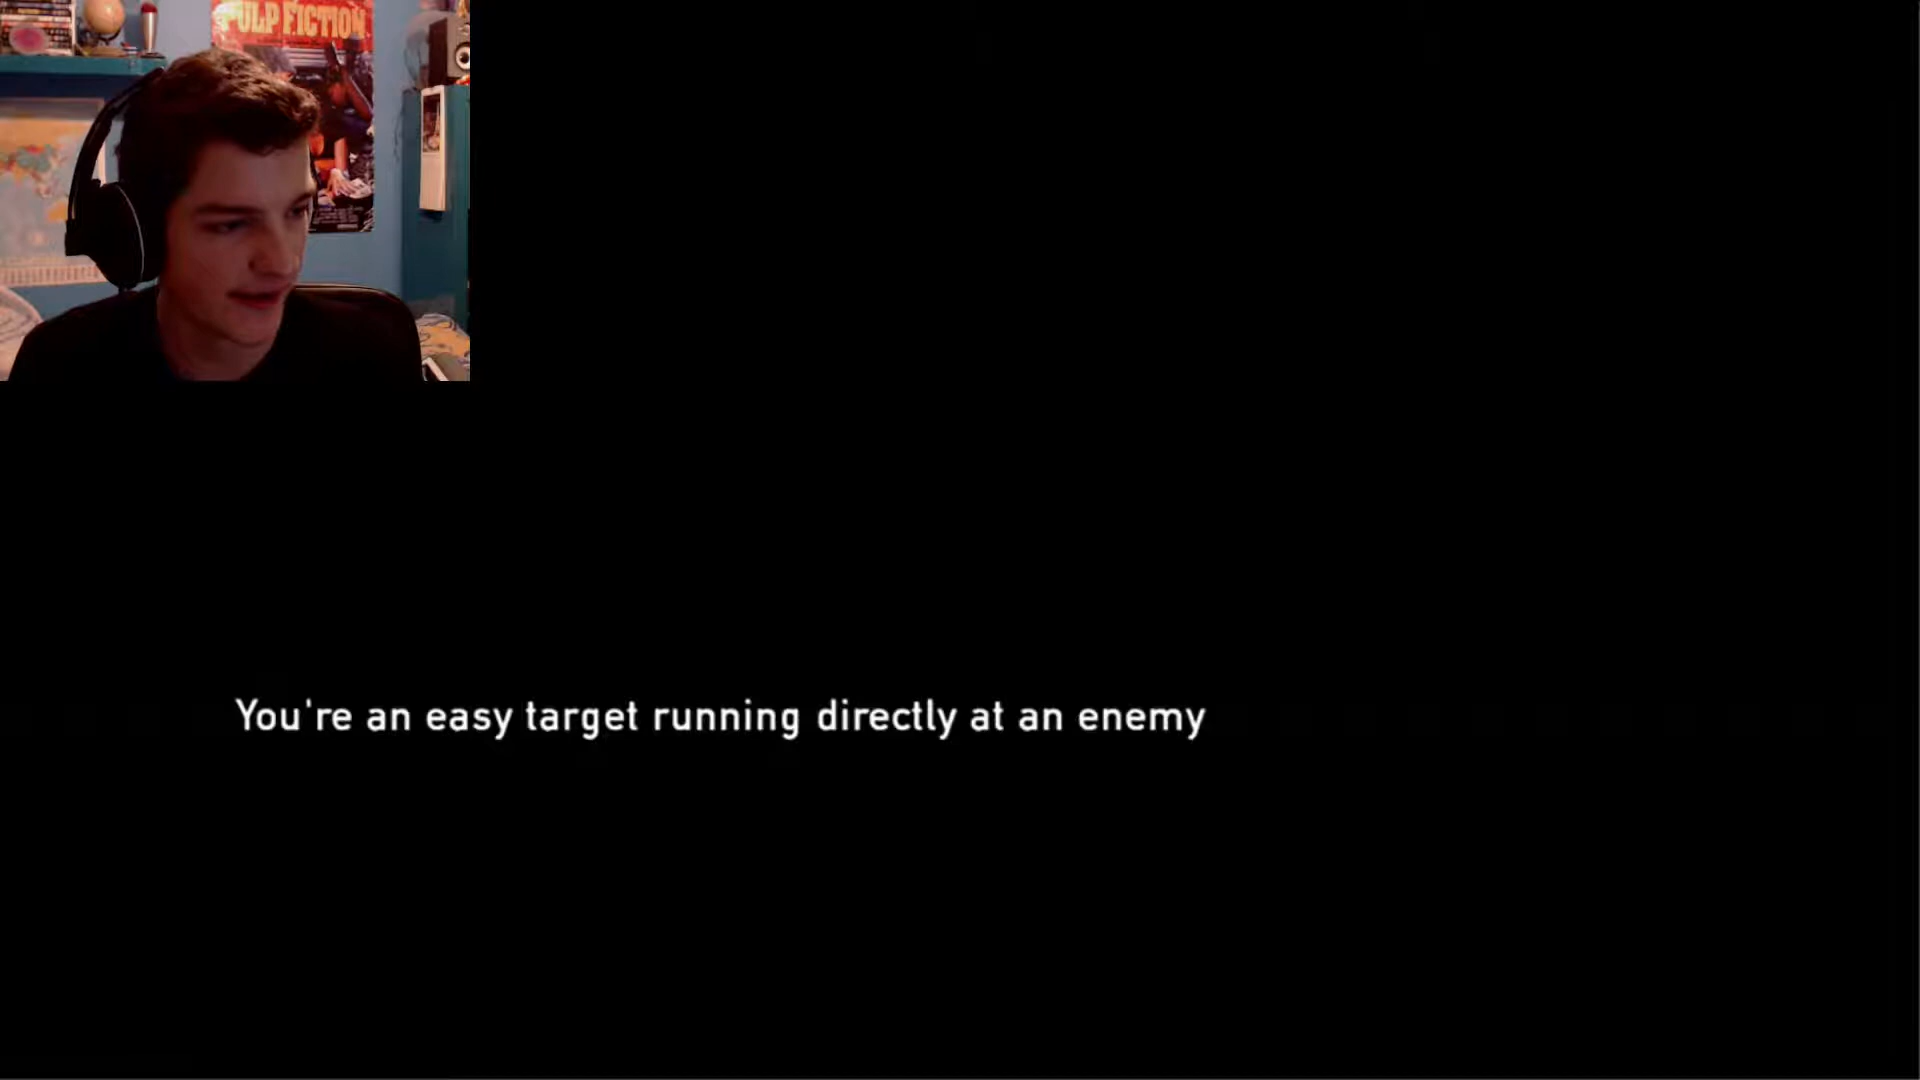 PULP FICTION
You're an easy target running directly at an enemy